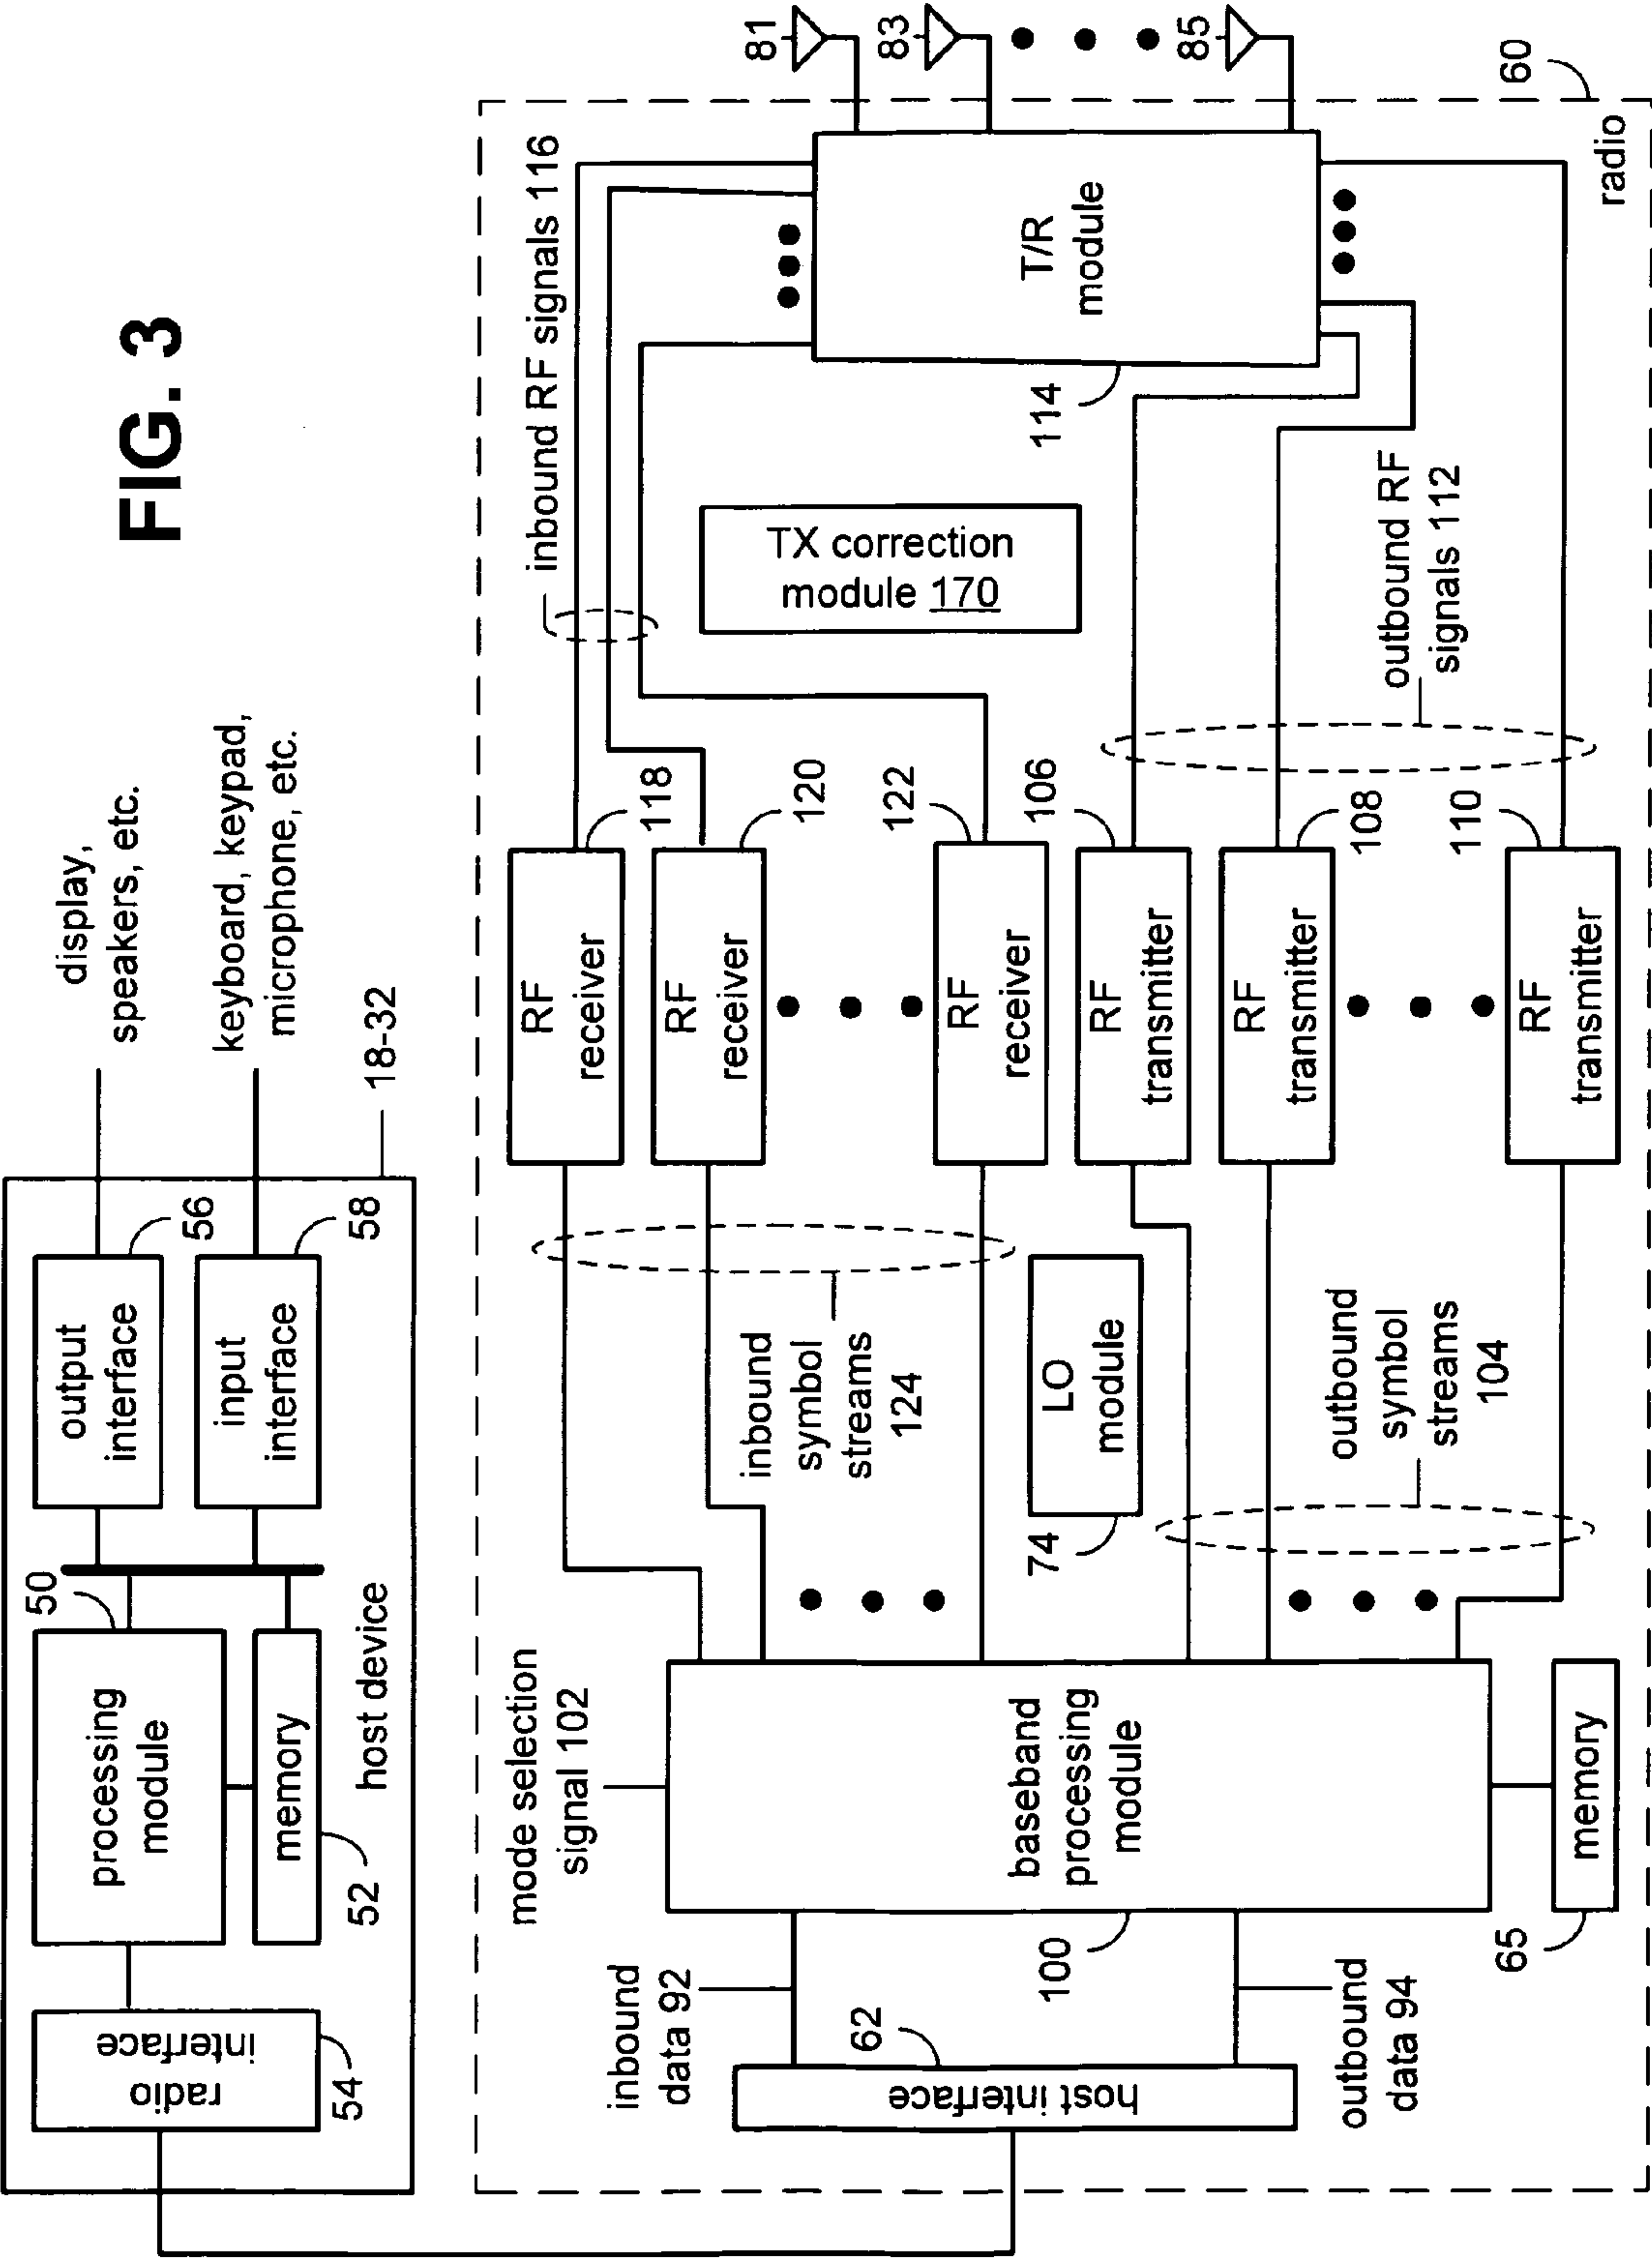 FIG. 3
display,
speakers, etc.
keyboard, keypad,
microphone, etc.
18-32
radio
interface
54
processing
module
50
memory
52
host device
output
interface
56
input
interface
58
mode selection
signal 102
inbound
data 92
62
host interface
100
outbound
data 94
baseband
processing
module
65
memory
inbound
symbol
streams 124
LO
module
74
outbound
symbol
streams
104
RF
receiver
118
RF
receiver
120
RF
receiver
122
RF
transmitter
106
RF
transmitter
108
RF
transmitter
110
inbound RF signals 116
TX correction
module 170
outbound RF
signals 112
T/R
module
114
81
83
85
60
radio